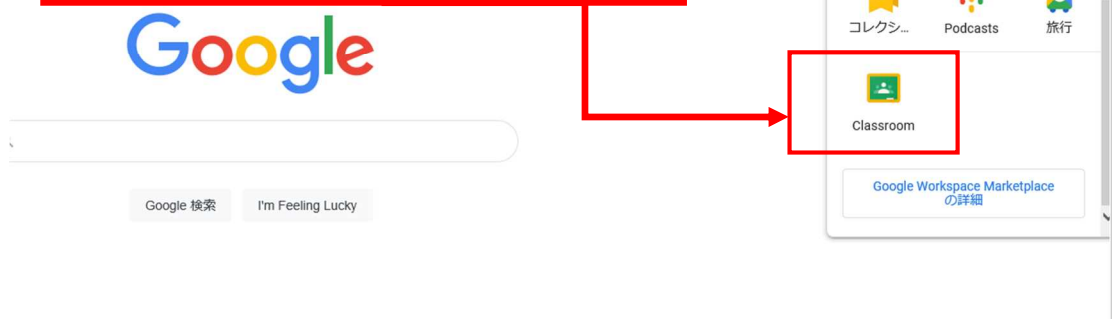 コレクシ... Podcasts 旅行
Google
Classroom
Google Workspace Marketplace
の詳細
Google 検索 I'm Feeling Lucky